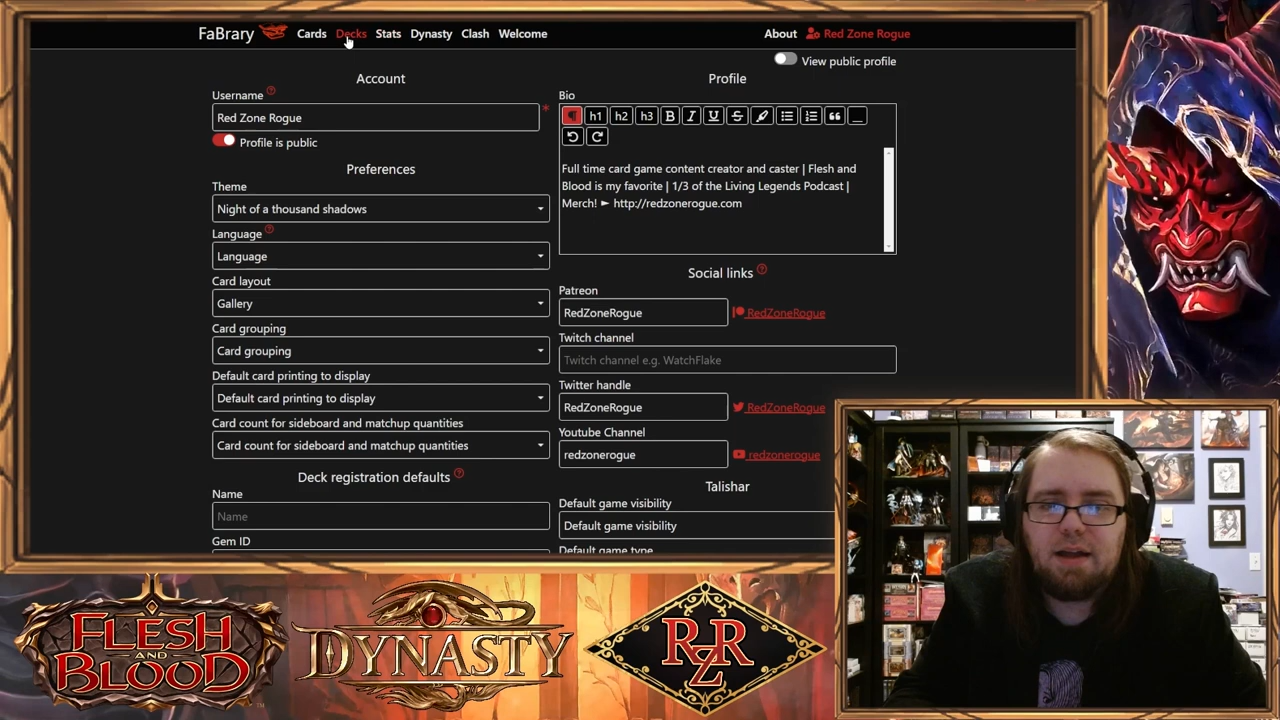 FaBrary
Cards
Decks
Stats
Dynasty
Clash
Welcome
About
Red Zone Rogue
View public profile
Account
Username
Red Zone Rogue
*
Profile is public
Preferences
Theme
Night of a thousand shadows
Language
Language
Card layout
Gallery
Card grouping
Card grouping
Default card printing to display
Default card printing to display
Card count for sideboard and matchup quantities
Card count for sideboard and matchup quantities
Deck registration defaults
Name
Name
Gem ID
Profile
Bio
h1 h2 h3 B I U S
Full time card game content creator and caster | Flesh and
Blood is my favorite | 1/3 of the Living Legends Podcast |
Merch! ► http://redzonerogue.com
Social links
Patreon
RedZoneRogue
RedZoneRogue
Twitch channel
Twitch channel e.g. WatchFlake
Twitter handle
RedZoneRogue
RedZoneRogue
Youtube Channel
redzonerogue
redzonerogue
Talishar
Default game visibility
Default game visibility
Default game type
FLESH
AND
BLOOD
DYNASTY
RZR